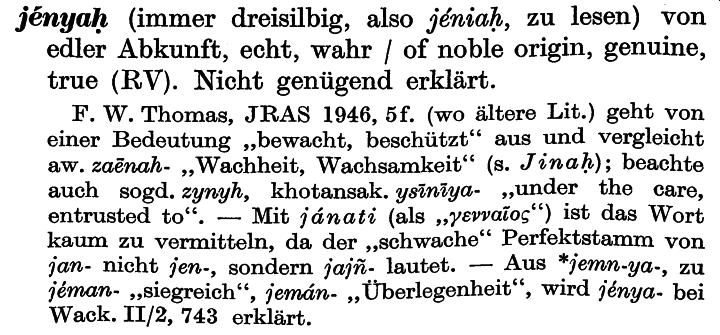 jényaḥ (immer dreisilbig, also jéniaḥ, zu lesen) von
edler Abkunft, echt, wahr / of noble origin, genuine,
true (RV). Nicht genügend erklärt.
F. W. Thomas, JRAS 1946, 5f. (wo ältere Lit.) geht von
einer Bedeutung „bewacht, beschützt“ aus und vergleicht
aw. zaēnah- „Wachheit, Wachsamkeit“ (s. Jinaḥ); beachte
auch sogd. zynyh, khotansak. ysīnīya- „under the care,
entrusted to“. — Mit jánati (als „γενναῖος“) ist das Wort
kaum zu vermitteln, da der „schwache“ Perfektstamm von
jan- nicht jen-, sondern jajñ- lautet. — Aus *jemn-ya-, zu
jéman- „siegreich“, jemán- „Überlegenheit“, wird jénya- bei
Wack. II/2, 743 erklärt.